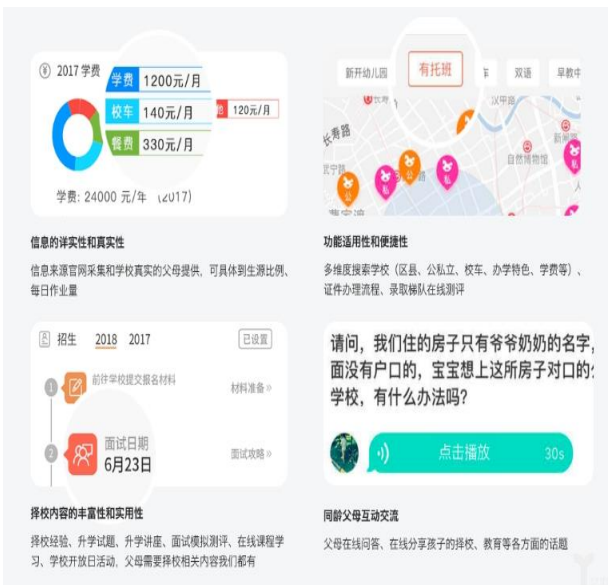 2017 学费
学费 1200元/月
校车 140元/月
120元/月
餐费 330元/月
学费: 24000 元/年 (2017)
信息的详实性和真实性
信息来源官网采集和学校真实的父母提供，可具体到生源比例、
每日作业量
新开幼儿园 有托班 车 双语 早教中
汉中路
长寿路
自然博物馆
公 私 公 私
功能适用性和便捷性
多维度搜索学校（区县、公私立、校车、办学特色、学费等）、
证件办理流程、录取梯队在线测评
招生 2018 2017 已设置
1 前往学校提交报名材料 材料准备»
2 面试日期 面试攻略»
6月23日
择校内容的丰富性和实用性
择校经验、升学试题、升学讲座、面试模拟测评、在线课程学
习、学校开放日活动，父母需要择校相关内容我们都有
请问，我们住的房子只有爷爷奶奶的名字，
面没有户口的，宝宝想上这所房子对口的
学校，有什么办法吗？
点击播放 30s
同龄父母互动交流
父母在线问答、在线分享孩子的择校、教育等各方面的话题